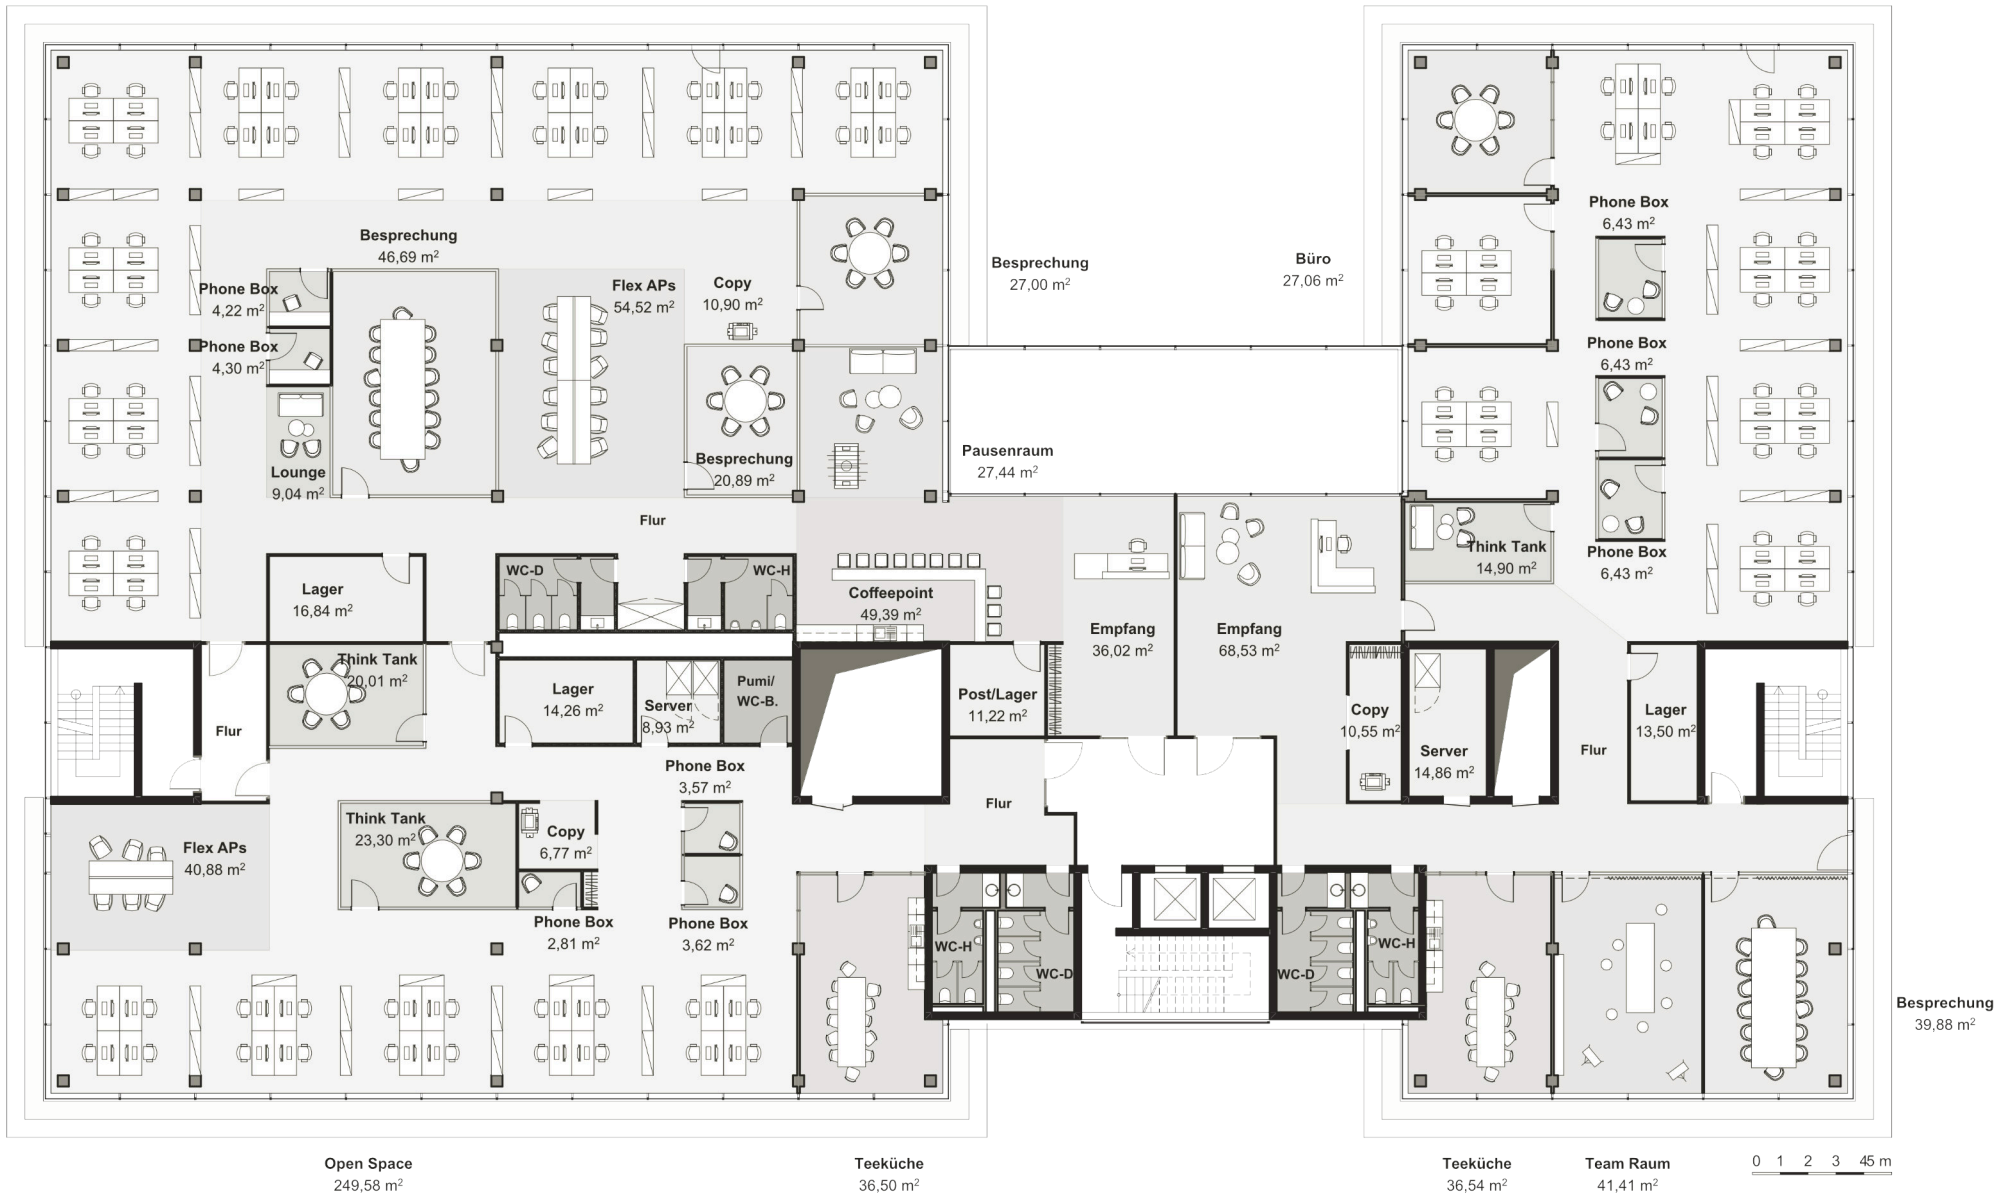 Phone Box
6,43 m²
Besprechung
46,69 m²
Besprechung
27,00 m²
Büro
27,06 m²
Phone Box
4,22 m²
Flex APs
54,52 m²
Copy
10,90 m²
Phone Box
4,30 m²
Phone Box
6,43 m²
Lounge
9,04 m²
Besprechung
20,89 m²
Pausenraum
27,44 m²
Flur
Think Tank
14,90 m²
Phone Box
6,43 m²
Lager
16,84 m²
WC-D
WC-H
Coffeepoint
49,39 m²
Empfang
36,02 m²
Empfang
68,53 m²
Think Tank
20,01 m²
Lager
14,26 m²
Server
8,93 m²
Pumi/
WC-B.
Post/Lager
11,22 m²
Copy
10,55 m²
Server
14,86 m²
Flur
Lager
13,50 m²
Flur
Phone Box
3,57 m²
Flur
Think Tank
23,30 m²
Copy
6,77 m²
Flex APs
40,88 m²
Phone Box
2,81 m²
Phone Box
3,62 m²
WC-H
WC-D
WC-D
WC-H
Besprechung
39,88 m²
Open Space
249,58 m²
Teeküche
36,50 m²
Teeküche
36,54 m²
Team Raum
41,41 m²
0 1 2 3 45 m